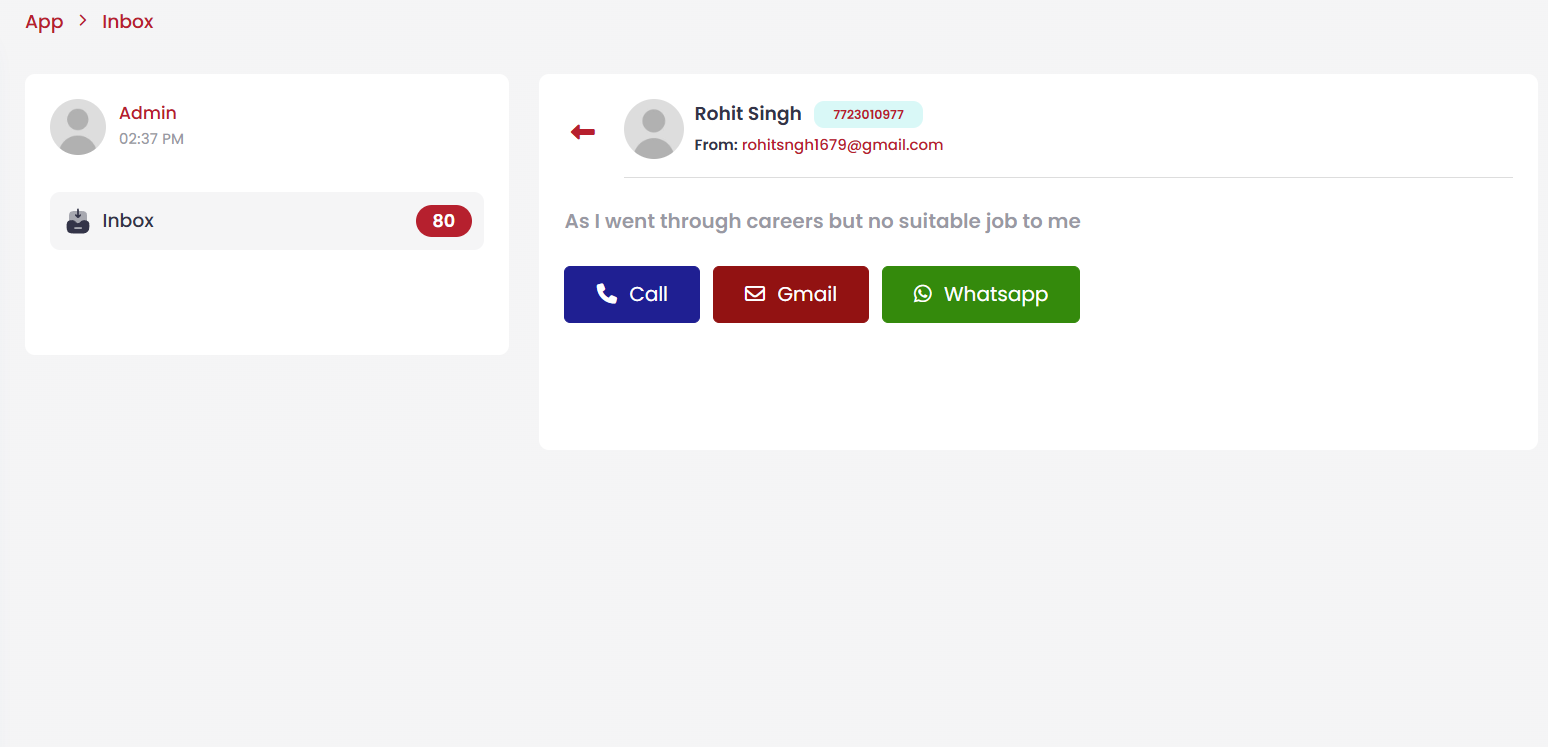 App > Inbox
Admin
02:37 PM
Inbox 80
Rohit Singh 7723010977
From: rohitsngh1679@gmail.com
As I went through careers but no suitable job to me
Call Gmail Whatsapp